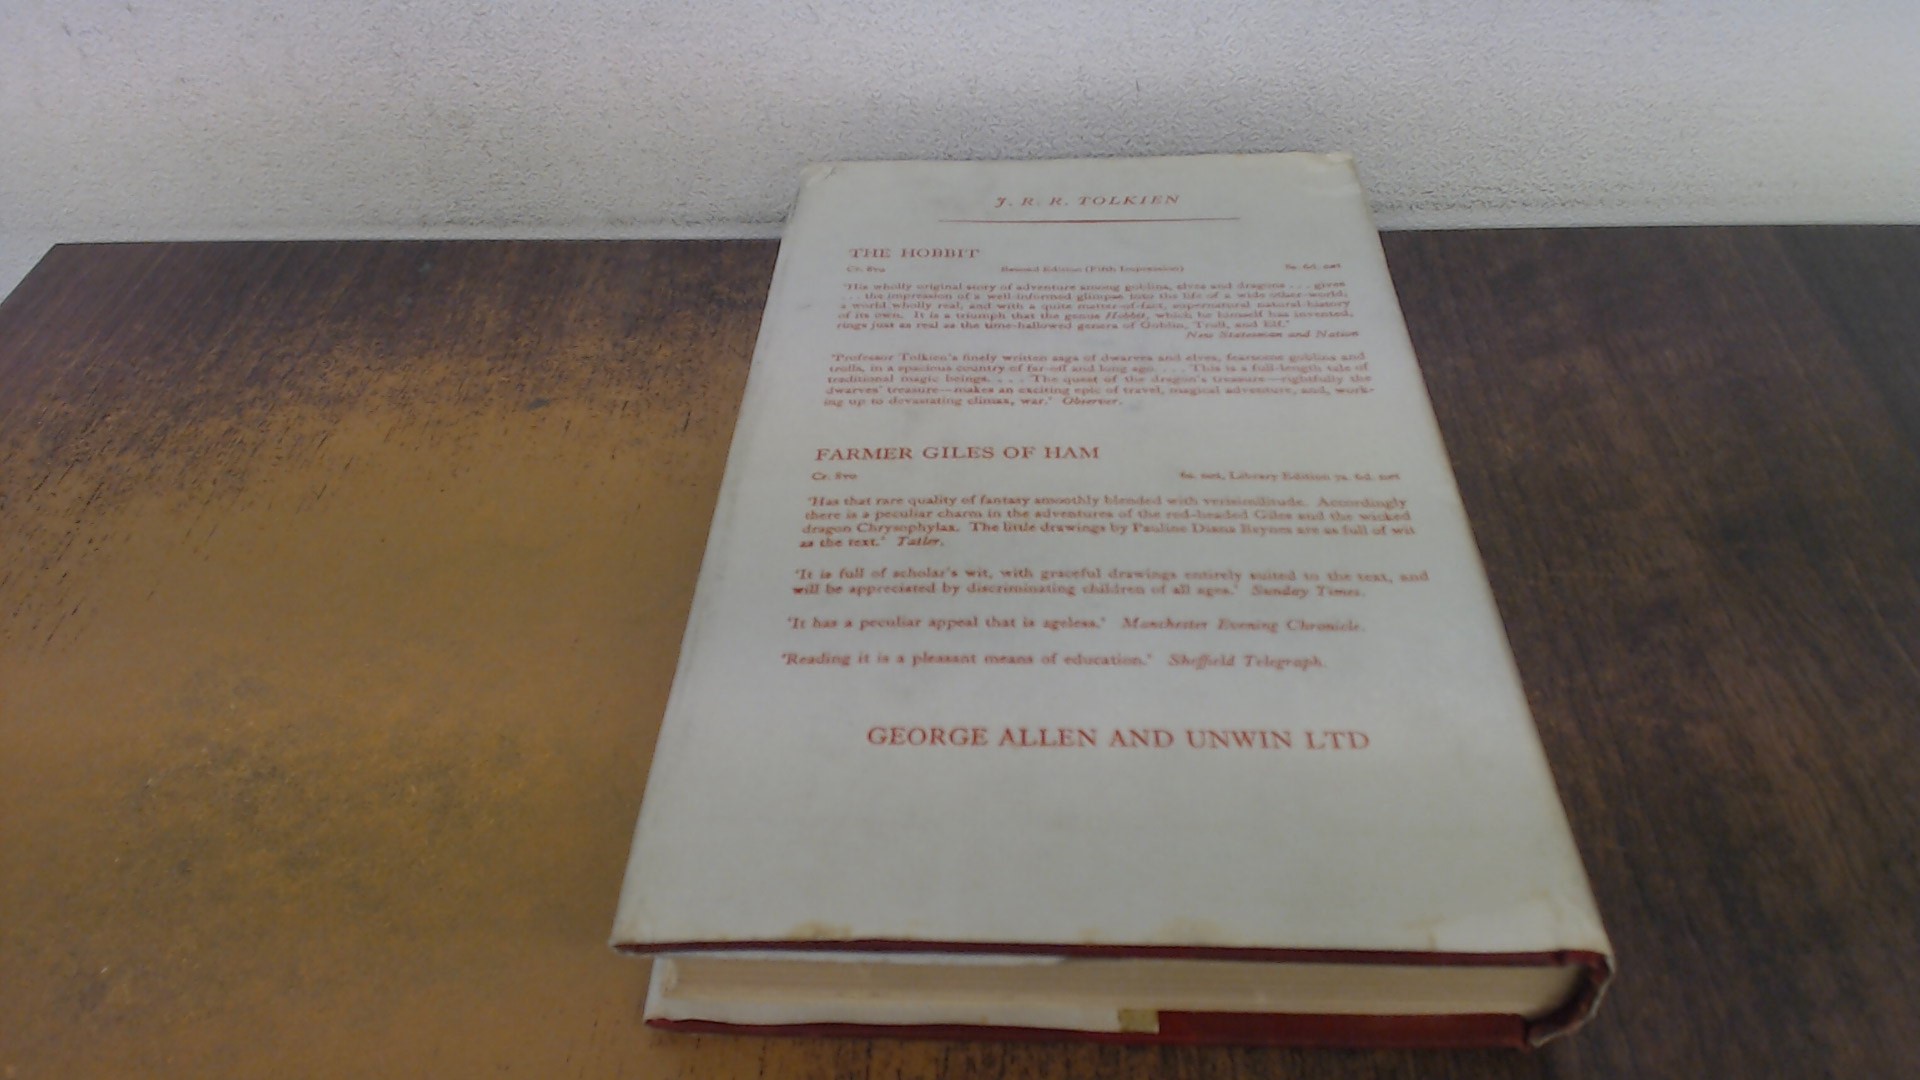 J. R. R. TOLKIEN
THE HOBBIT
Cr. 8vo Second Edition (Fifth Impression) net
'His wholly original story of adventure among goblins, elves and dragons . . . gives
. . . the impression of a well-informed glimpse into the life of a wide other-world;
a world wholly real, and with a quite matter-of-fact, supernatural natural-history
of its own. It is a triumph that the genus Hobbit, which he himself has invented,
rings just as real as the time-hallowed genera of Goblin, Troll, and Elf.'
New Statesman and Nation
'Professor Tolkien's finely written saga of dwarves and elves, fearsome goblins and
trolls, in a spacious country of far-off and long ago . . . . This is a full-length tale of
traditional magic beings. . . . The quest of the dragon's treasure—rightfully the
dwarves' treasure—makes an exciting epic of travel, magical adventure, and, work-
ing up to devastating climax, war.' Observer.
FARMER GILES OF HAM
Cr. 8vo 6s. net, Library Edition 7s. 6d. net
'Has that rare quality of fantasy smoothly blended with verisimilitude. Accordingly
there is a peculiar charm in the adventures of the red-headed Giles and the wicked
dragon Chrysophylax. The little drawings by Pauline Diana Baynes are as full of wit
as the text.' Tatler.
'It is full of scholar's wit, with graceful drawings entirely suited to the text, and
will be appreciated by discriminating children of all ages.' Sunday Times.
'It has a peculiar appeal that is ageless.' Manchester Evening Chronicle.
'Reading it is a pleasant means of education.' Sheffield Telegraph.
GEORGE ALLEN AND UNWIN LTD